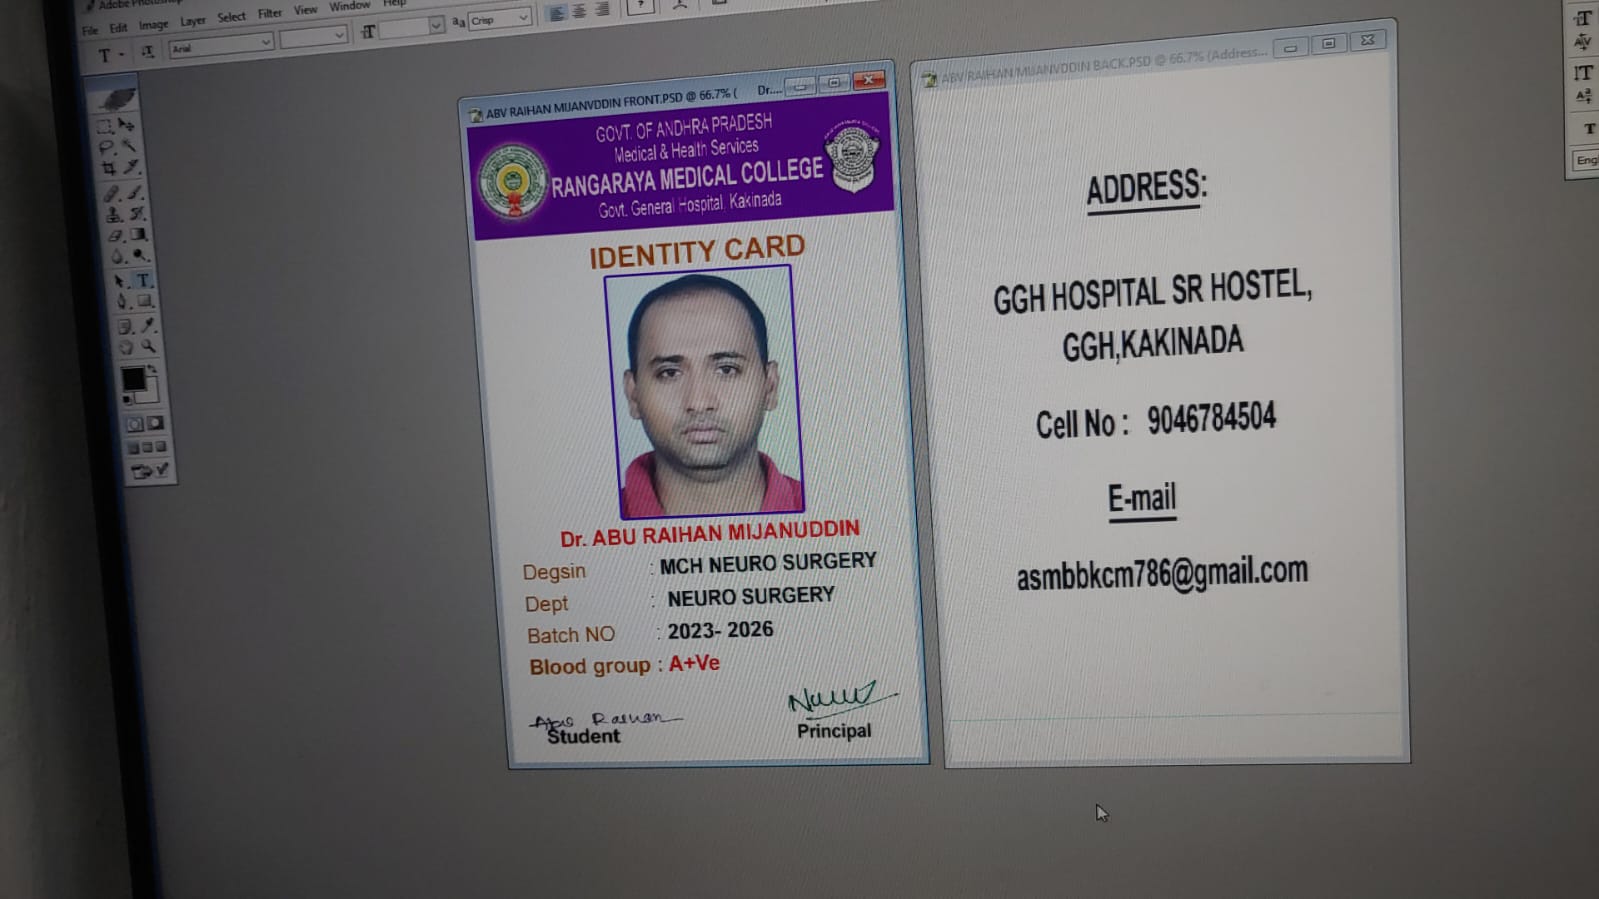 Adobe Photoshop
File Edit Image Layer Select Filter View Window Help
Arial
aa Crisp
ABV RAIHAN MIJANVDDIN FRONT.PSD @ 66.7% ( Dr....
GOVT. OF ANDHRA PRADESH
Medical & Health Services
RANGARAYA MEDICAL COLLEGE
Govt. General Hospital, Kakinada
IDENTITY CARD
Dr. ABU RAIHAN MIJANUDDIN
Degsin : MCH NEURO SURGERY
Dept : NEURO SURGERY
Batch NO : 2023- 2026
Blood group : A+Ve
Raihan
Student
Principal
ABV RAIHAN MIJANVDDIN BACK.PSD @ 66.7% (Address...
ADDRESS:
GGH HOSPITAL SR HOSTEL,
GGH,KAKINADA
Cell No : 9046784504
E-mail
asmbbkcm786@gmail.com
Engl